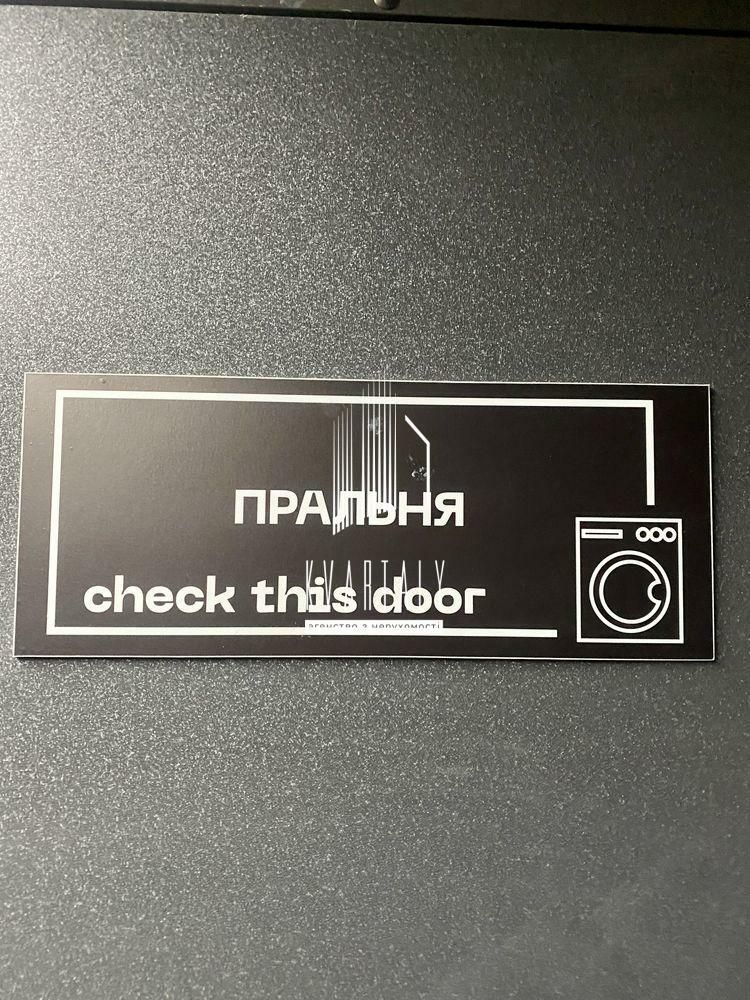 ПРАЛЬНЯ
KVARTALY
check this door
агенство з нерухомості